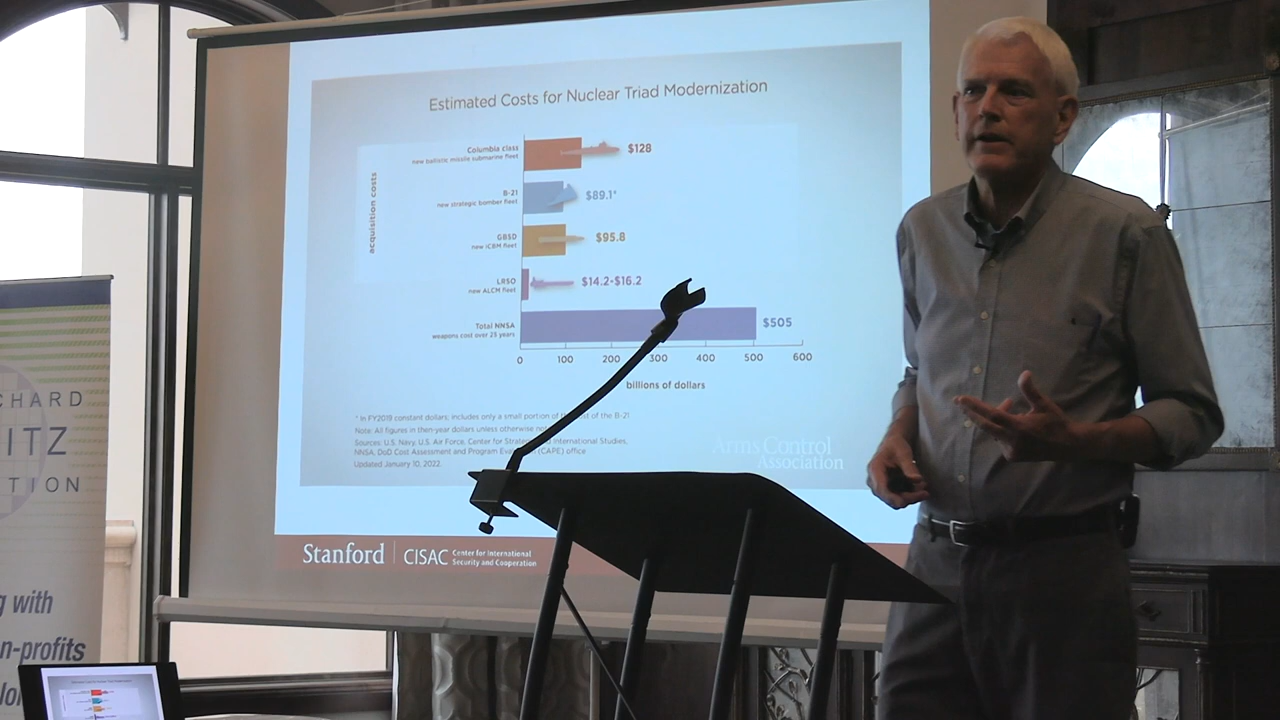 Estimated Costs for Nuclear Triad Modernization
acquisition costs
Columbia class
new ballistic missile submarine fleet
$128
B-21
new strategic bomber fleet
$89.1*
GBSD
new ICBM fleet
$95.8
LRSO
new ALCM fleet
$14.2-$16.2
Total NNSA
weapons cost over 25 years
$505
0 100 200 300 400 500 600
billions of dollars
* In FY2019 constant dollars; includes only a small portion of of the B-21
Note: All figures in then-year dollars unless otherwise
Sources: U.S. Navy, U.S. Air Force, Center for International Studies,
NNSA, DoD Cost Assessment and Program (CAPE) office
Updated January 10, 2022.
Arms Control
Association
Stanford
CISAC
Center for International
Security and Cooperation
CHARD
ITZ
TION
g with
n-profits